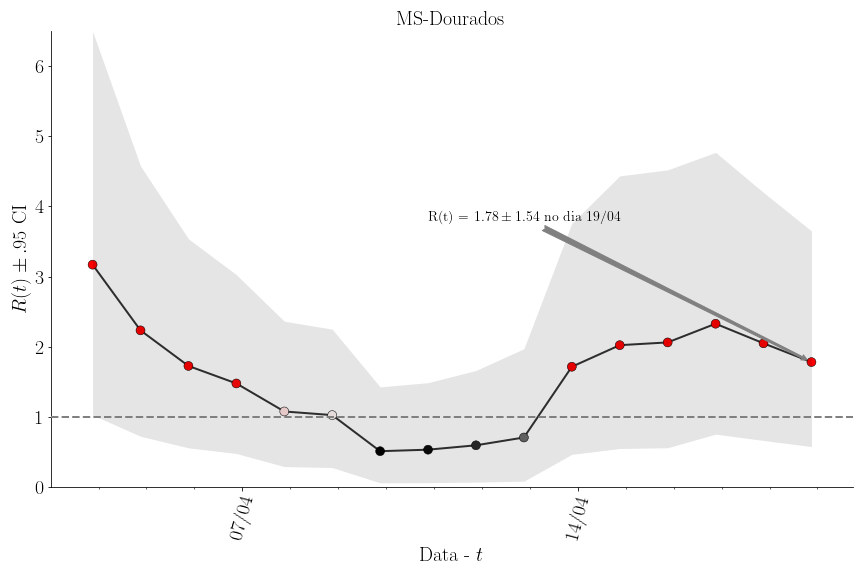 MS-Dourados
6
5
4
3
2
1
0
R(t) ± .95 CI
R(t) = 1.78 ± 1.54 no dia 19/04
07/04
14/04
Data - t